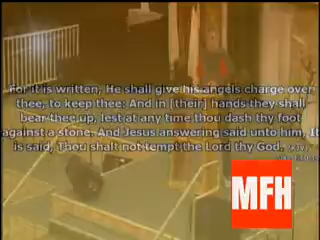 For it is written, He shall give his angels charge over
thee, to keep thee: And in [their] hands they shall
bear thee up, lest at any time thou dash thy foot
against a stone. And Jesus answering said unto him, It
is said, Thou shalt not tempt the Lord thy God. (KJV)
MFH